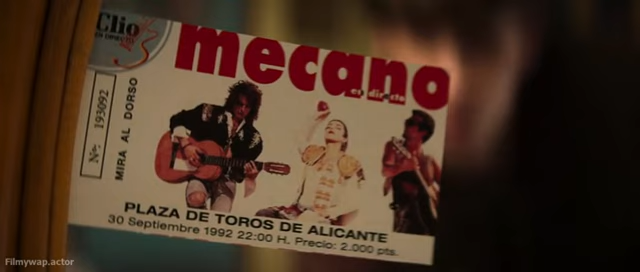 Clio
mecano
en directo
Nº 193092
MIRA AL DORSO
PLAZA DE TOROS DE ALICANTE
30 Septiembre 1992 22:00 H. Precio: 2.000 pts.
Filmywap.actor